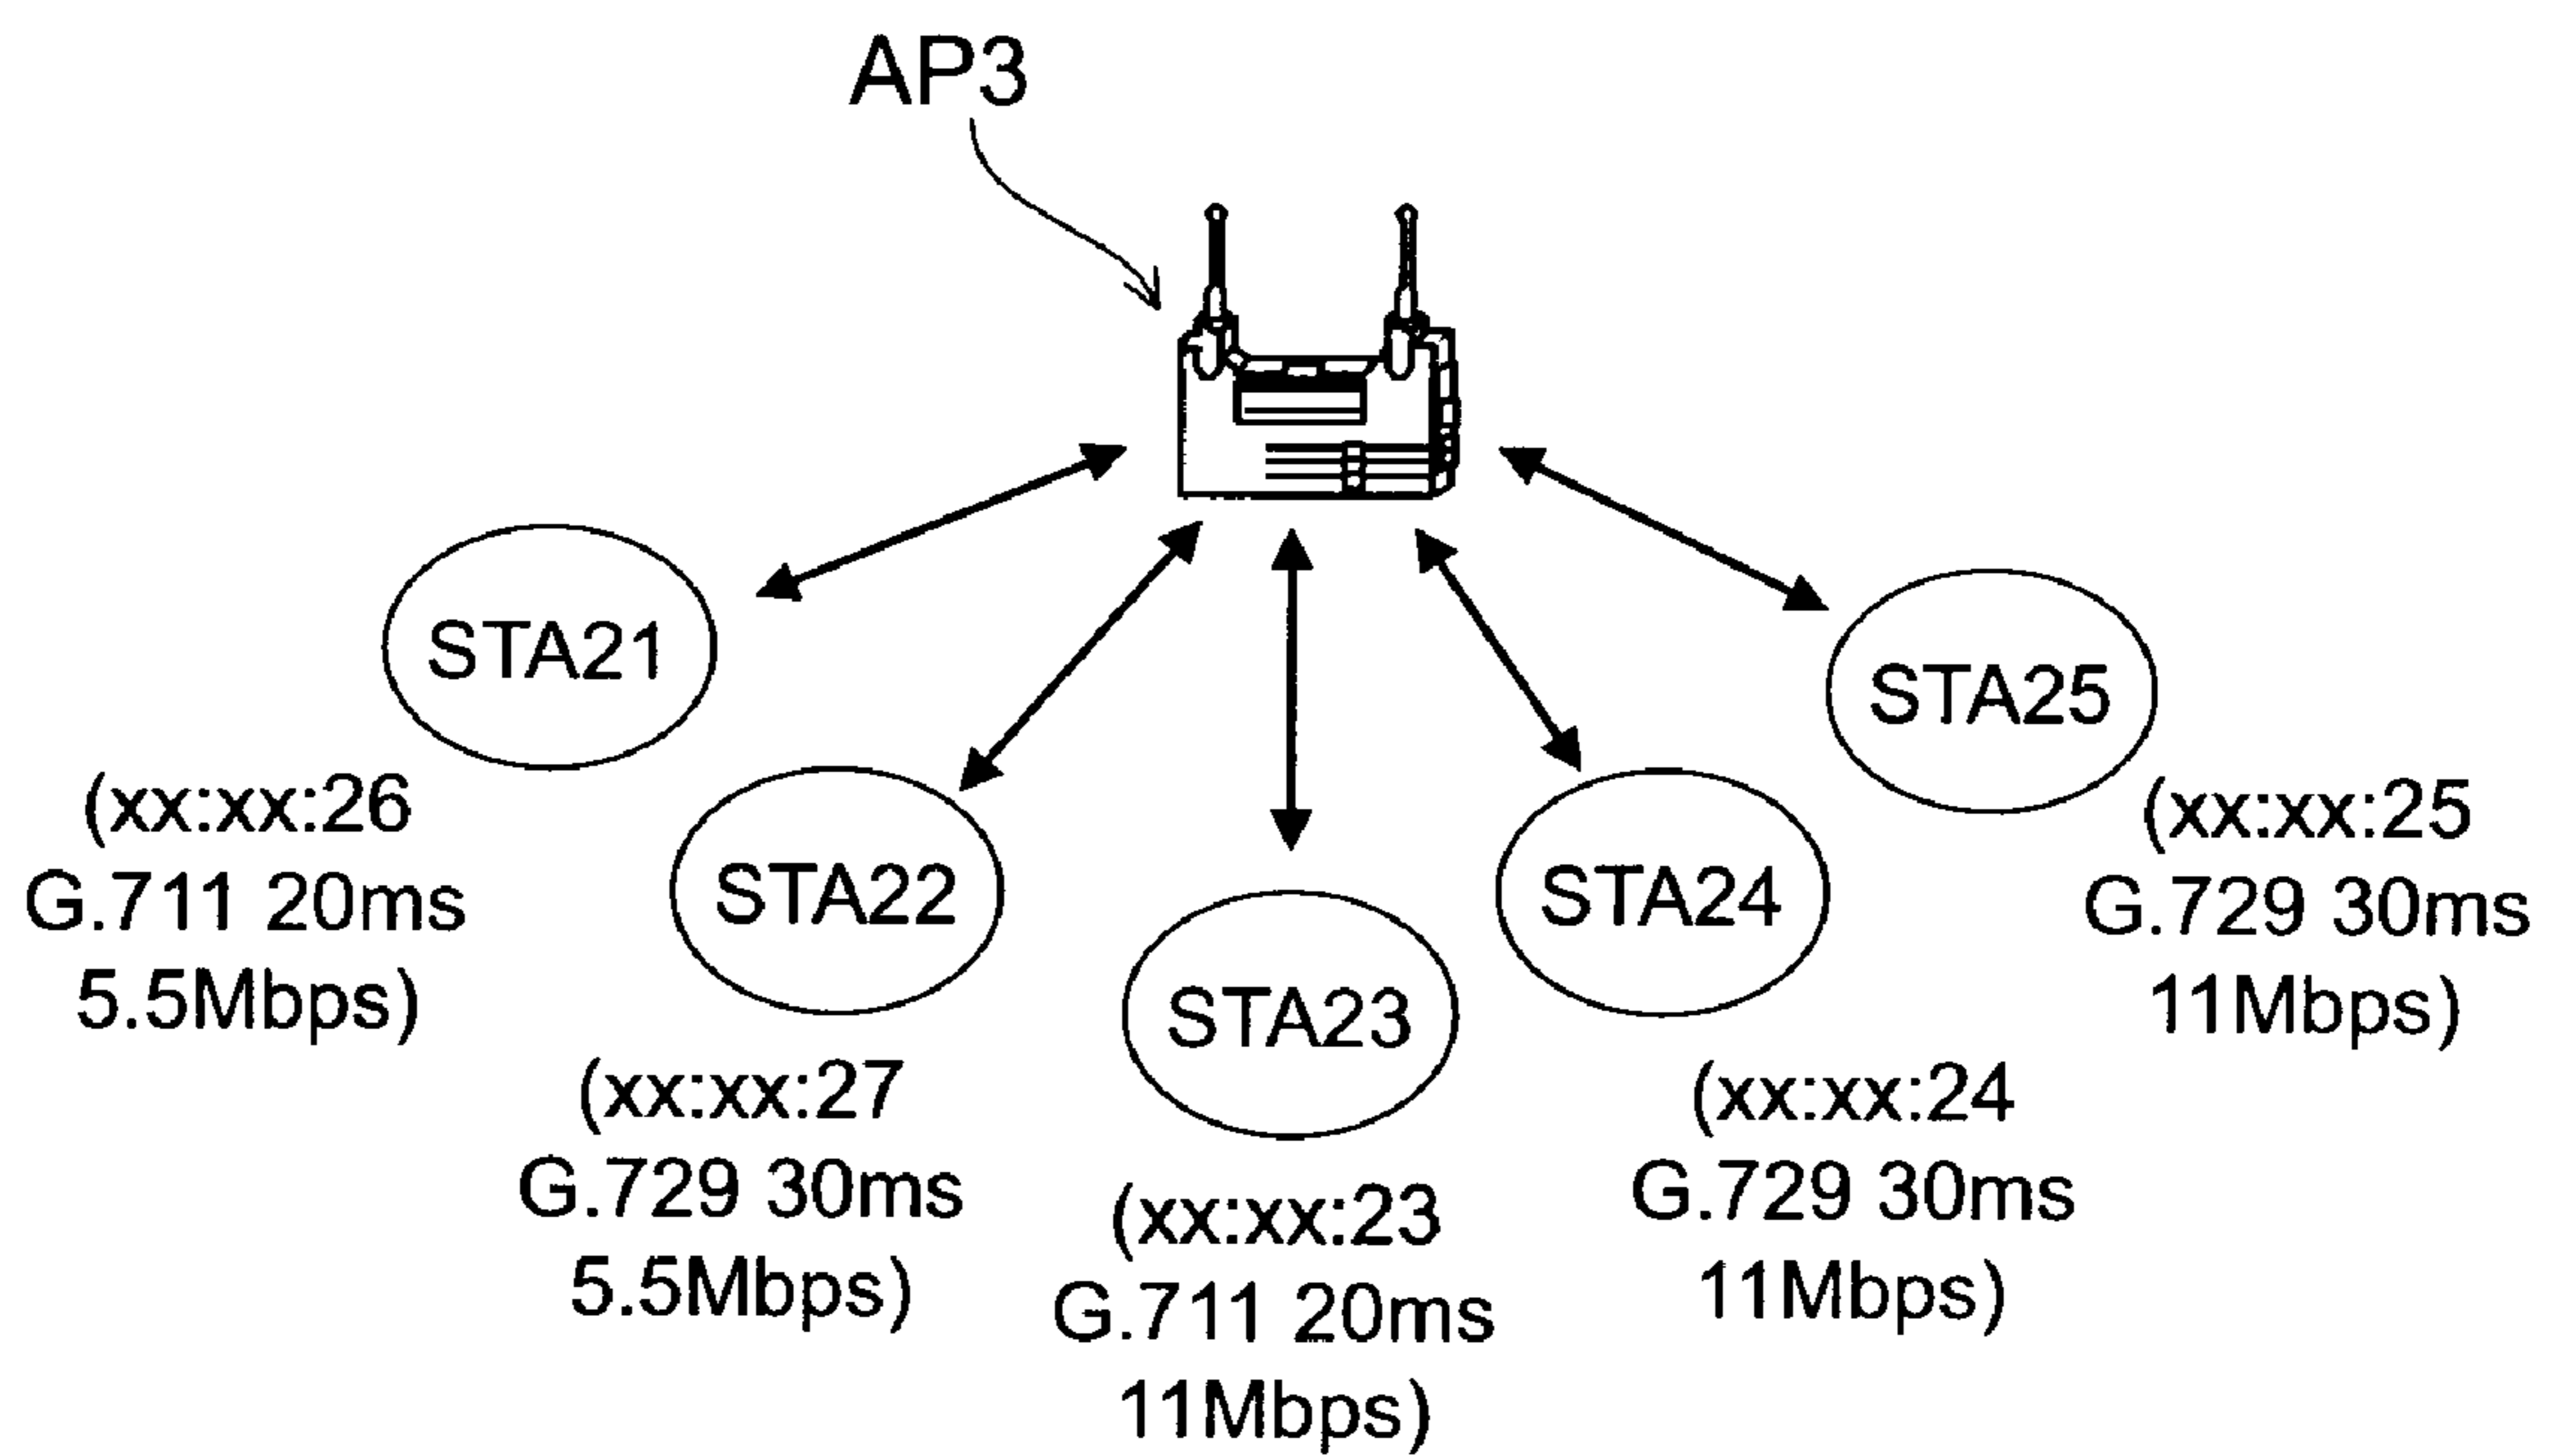 AP3
STA21
(xx:xx:26
G.711 20ms
5.5Mbps)
STA22
(xx:xx:27
G.729 30ms
5.5Mbps)
STA23
(xx:xx:23
G.711 20ms
11Mbps)
STA24
(xx:xx:24
G.729 30ms
11Mbps)
STA25
(xx:xx:25
G.729 30ms
11Mbps)